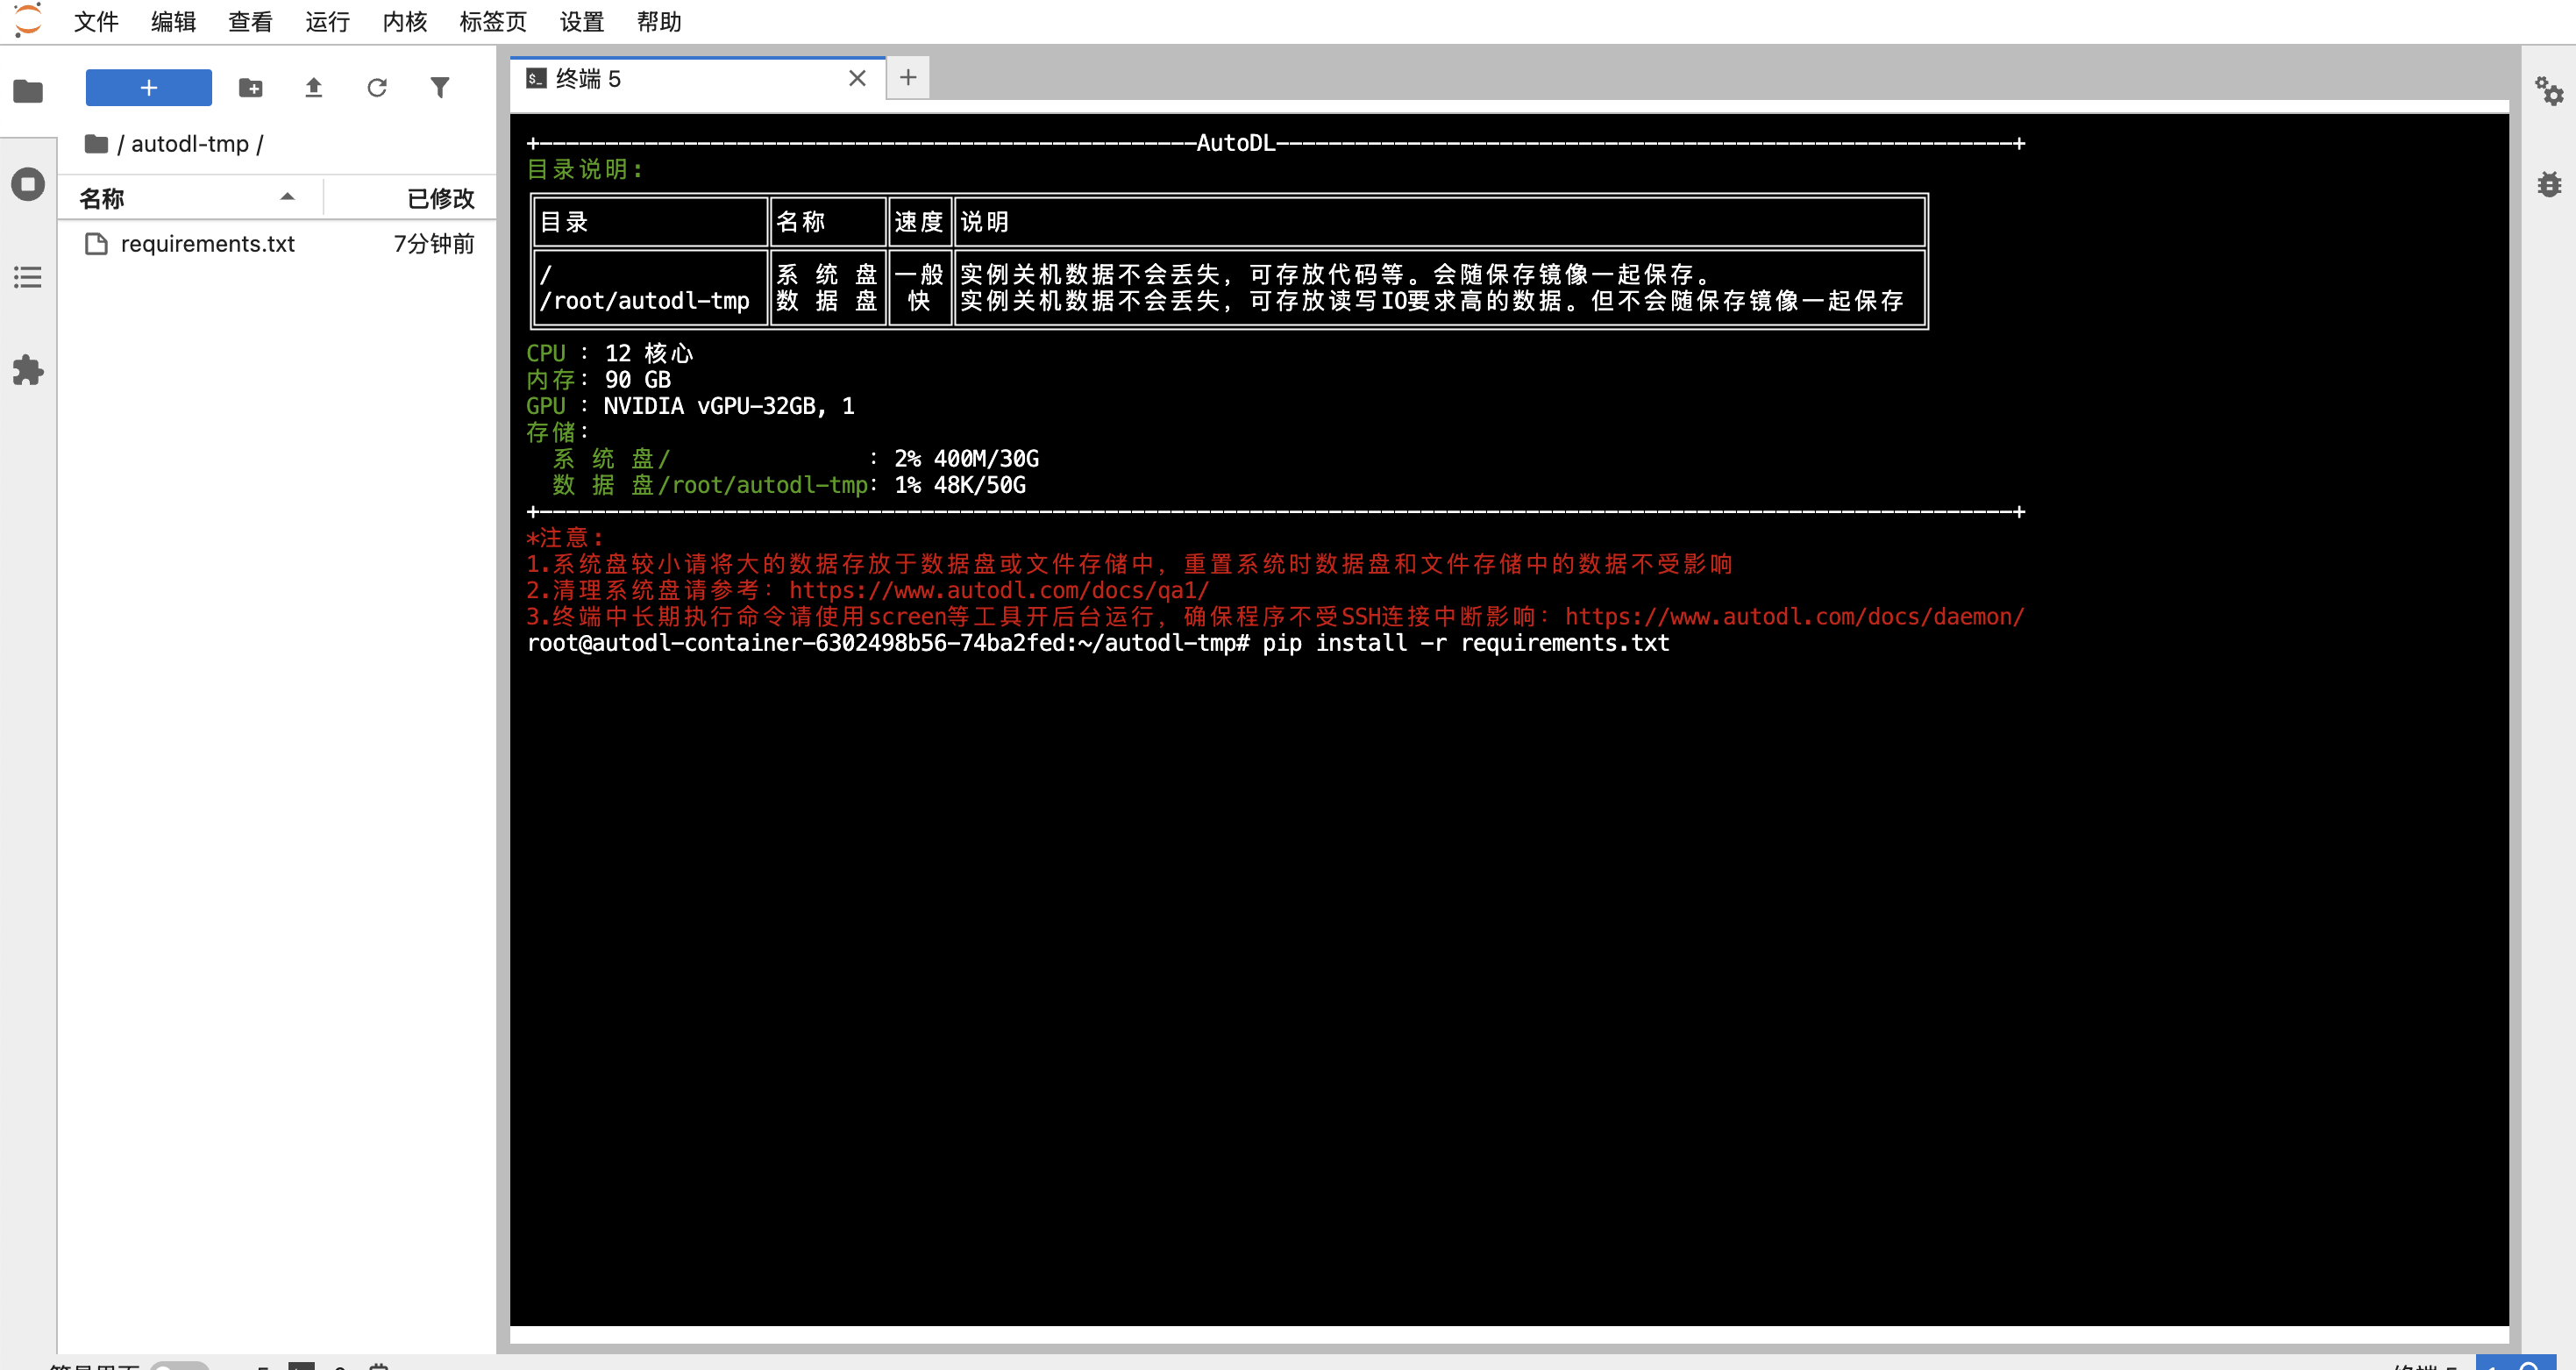 文件 编辑 查看 运行 内核 标签页 设置 帮助
/ autodl-tmp /
名称 已修改
requirements.txt 7分钟前
终端 5
+--------------------------------------------------AutoDL--------------------------------------------------------+
目录说明:
目录 名称 速度 说明
/ 系 统 盘 一般 实例关机数据不会丢失，可存放代码等。会随保存镜像一起保存。
/root/autodl-tmp 数 据 盘 快 实例关机数据不会丢失，可存放读写IO要求高的数据。但不会随保存镜像一起保存
CPU ：12 核心
内存：90 GB
GPU ：NVIDIA vGPU-32GB, 1
存储：
系 统 盘/ ：2% 400M/30G
数 据 盘/root/autodl-tmp：1% 48K/50G
+----------------------------------------------------------------------------------------------------------------+
*注意:
1.系统盘较小请将大的数据存放于数据盘或文件存储中，重置系统时数据盘和文件存储中的数据不受影响
2.清理系统盘请参考：https://www.autodl.com/docs/qa1/
3.终端中长期执行命令请使用screen等工具开后台运行，确保程序不受SSH连接中断影响：https://www.autodl.com/docs/daemon/
root@autodl-container-6302498b56-74ba2fed:~/autodl-tmp# pip install -r requirements.txt